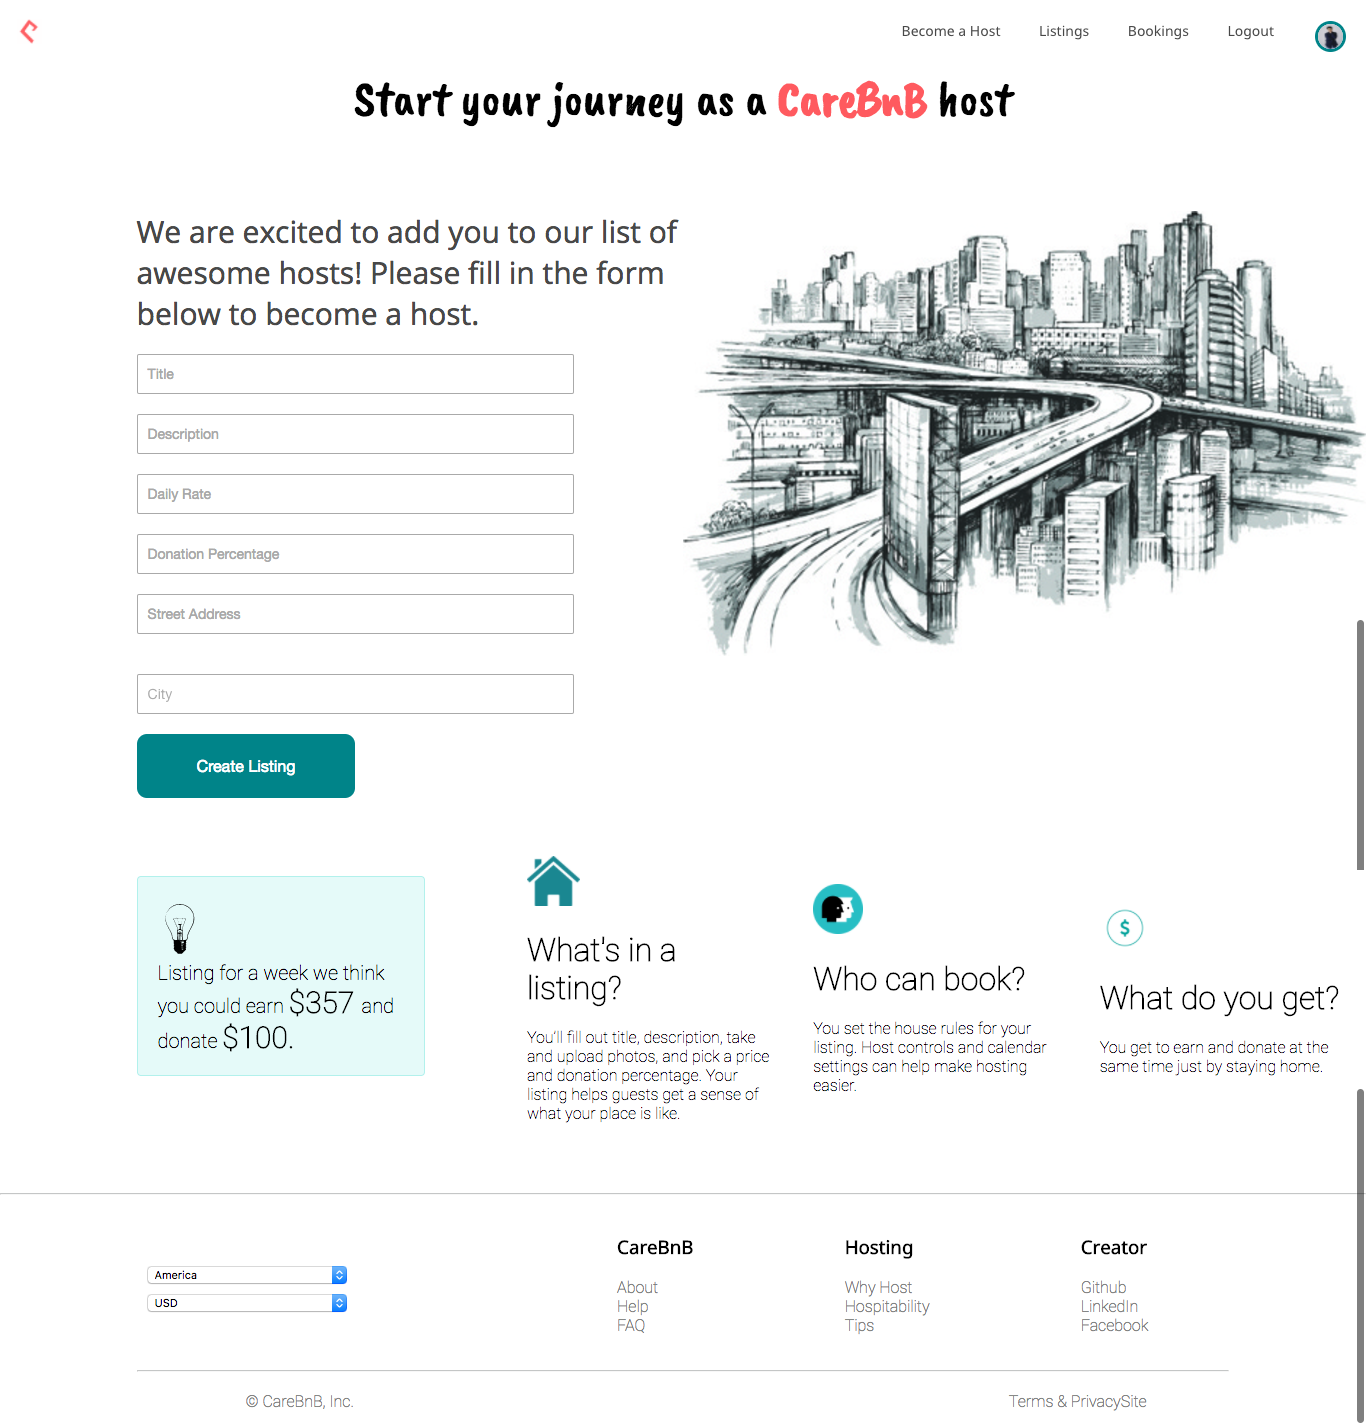 Become a Host Listings Bookings Logout
Start your journey as a CareBnB host
We are excited to add you to our list of
awesome hosts! Please fill in the form
below to become a host.
Title
Description
Daily Rate
Donation Percentage
Street Address
City
Create Listing
Listing for a week we think
you could earn $357 and
donate $100.
What's in a
listing?
You'll fill out title, description, take
and upload photos, and pick a price
and donation percentage. Your
listing helps guests get a sense of
what your place is like.
Who can book?
You set the house rules for your
listing. Host controls and calendar
settings can help make hosting
easier.
$
What do you get?
You get to earn and donate at the
same time just by staying home.
America
USD
CareBnB
About
Help
FAQ
Hosting
Why Host
Hospitability
Tips
Creator
Github
LinkedIn
Facebook
© CareBnB, Inc.
Terms & PrivacySite